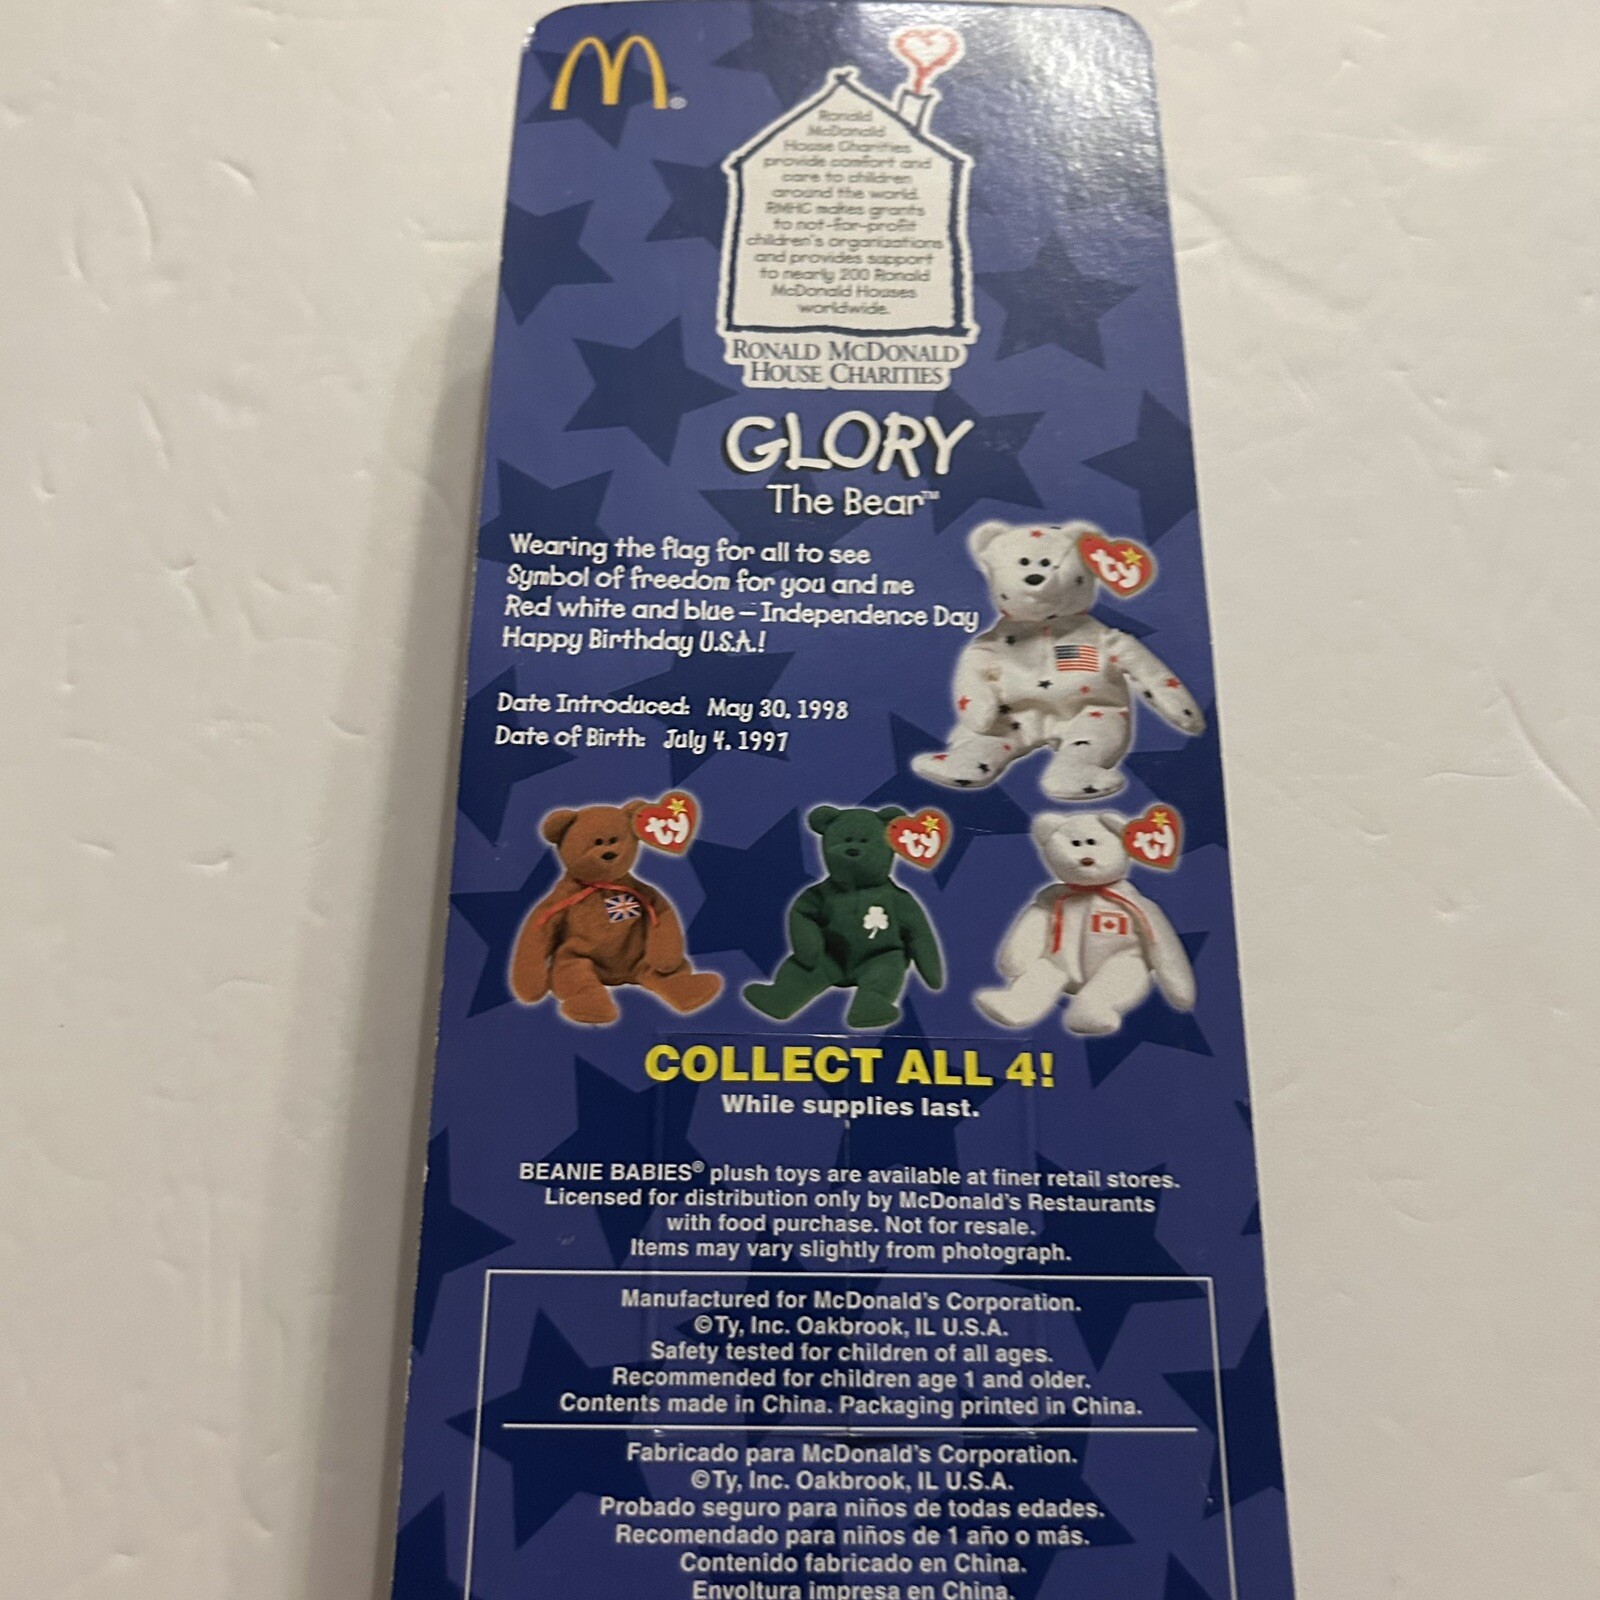 M®
Ronald
McDonald
House Charities
provide comfort and
care to children
around the world.
RMHC makes grants
to not-for-profit
children's organizations
and provides support
to nearly 200 Ronald
McDonald Houses
worldwide.
RONALD MCDONALD
HOUSE CHARITIES
GLORY
The Bear™
Wearing the flag for all to see
Symbol of freedom for you and me
Red white and blue – Independence Day
Happy Birthday U.S.A.!
Date Introduced: May 30, 1998
Date of Birth: July 4, 1997
ty
ty
ty
ty
COLLECT ALL 4!
While supplies last.
BEANIE BABIES® plush toys are available at finer retail stores.
Licensed for distribution only by McDonald's Restaurants
with food purchase. Not for resale.
Items may vary slightly from photograph.
Manufactured for McDonald's Corporation.
©Ty, Inc. Oakbrook, IL U.S.A.
Safety tested for children of all ages.
Recommended for children age 1 and older.
Contents made in China. Packaging printed in China.
Fabricado para McDonald's Corporation.
©Ty, Inc. Oakbrook, IL U.S.A.
Probado seguro para niños de todas edades.
Recomendado para niños de 1 año o más.
Contenido fabricado en China.
Envoltura impresa en China.